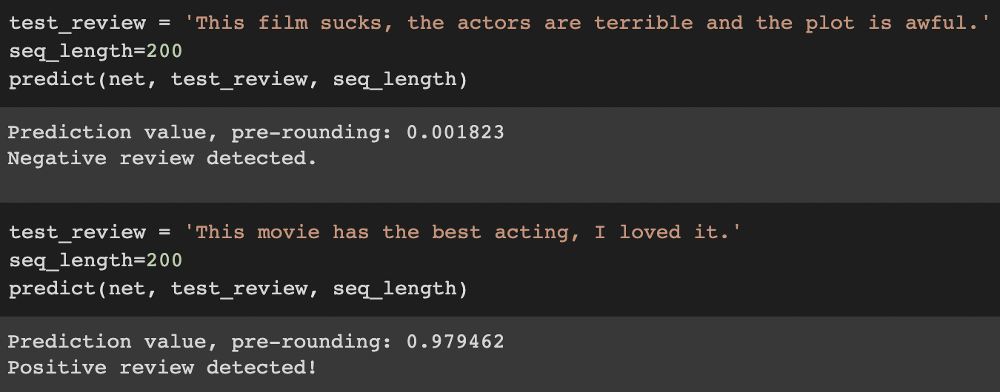 test_review = 'This film sucks, the actors are terrible and the plot is awful.'
seq_length=200
predict(net, test_review, seq_length)
Prediction value, pre-rounding: 0.001823
Negative review detected.
test_review = 'This movie has the best acting, I loved it.'
seq_length=200
predict(net, test_review, seq_length)
Prediction value, pre-rounding: 0.979462
Positive review detected!